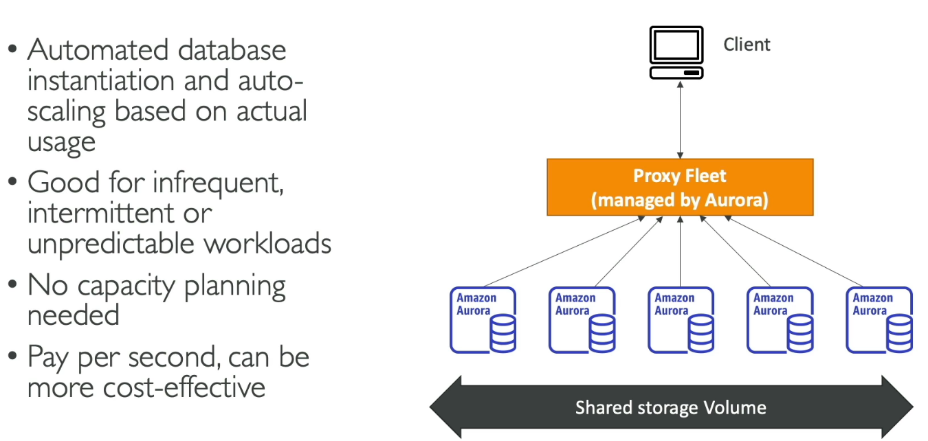 • Automated database
instantiation and auto-
scaling based on actual
usage
• Good for infrequent,
intermittent or
unpredictable workloads
• No capacity planning
needed
• Pay per second, can be
more cost-effective
Client
Proxy Fleet
(managed by Aurora)
Amazon
Aurora
Amazon
Aurora
Amazon
Aurora
Amazon
Aurora
Amazon
Aurora
Shared storage Volume